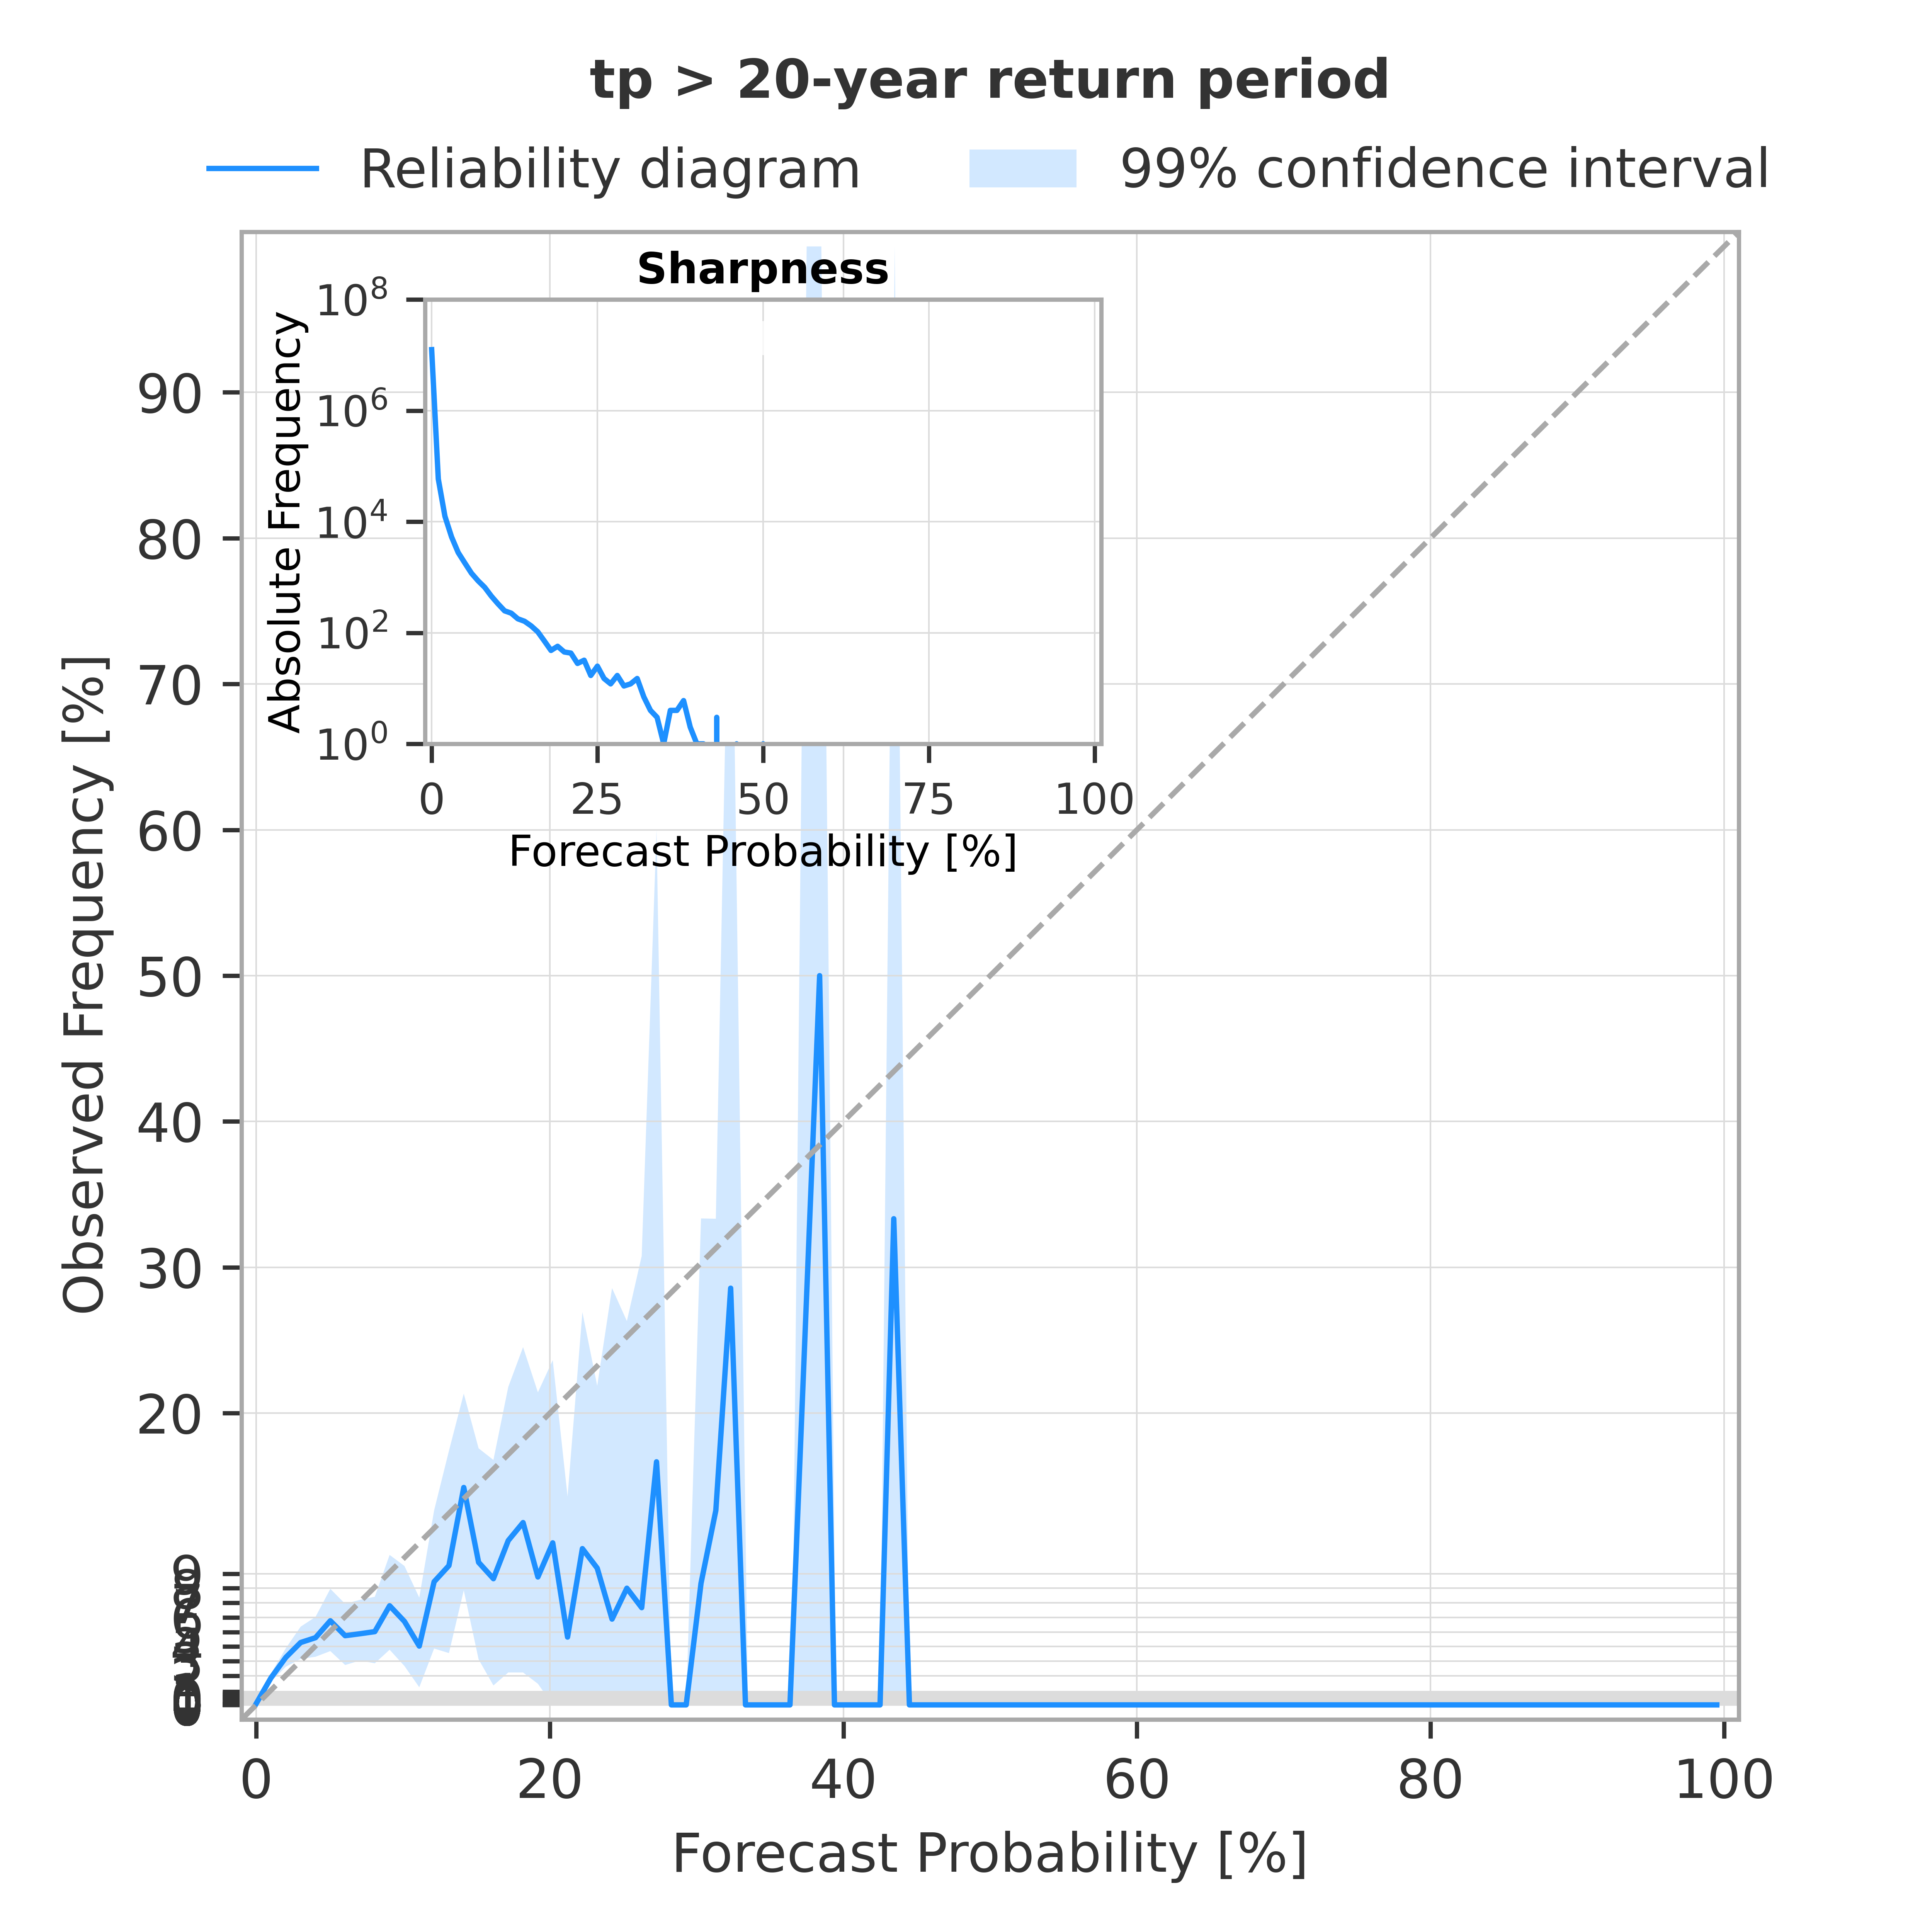 tp > 20-year return period
Reliability diagram
99% confidence interval
Sharpness
Absolute Frequency
10^8
10^6
10^4
10^2
10^0
0 25 50 75 100
Forecast Probability [%]
Observed Frequency [%]
90
80
70
60
50
40
30
20
9
0
0 20 40 60 80 100
Forecast Probability [%]